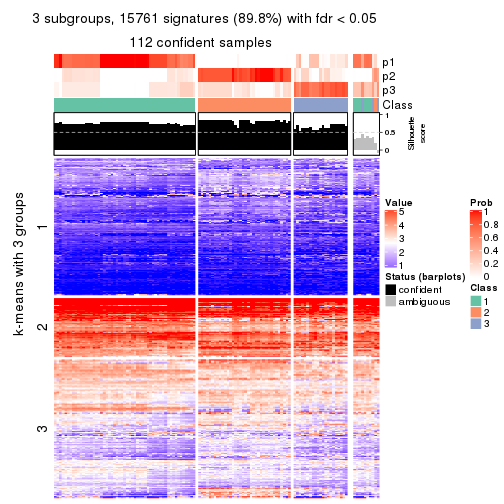 3 subgroups, 15761 signatures (89.8%) with fdr < 0.05
112 confident samples
p1
p2
p3
Class
1
0.5
0
Silhouette
score
k-means with 3 groups
1
2
3
Value
5
4
3
2
1
Status (barplots)
confident
ambiguous
Prob
1
0.8
0.6
0.4
0.2
0
Class
1
2
3